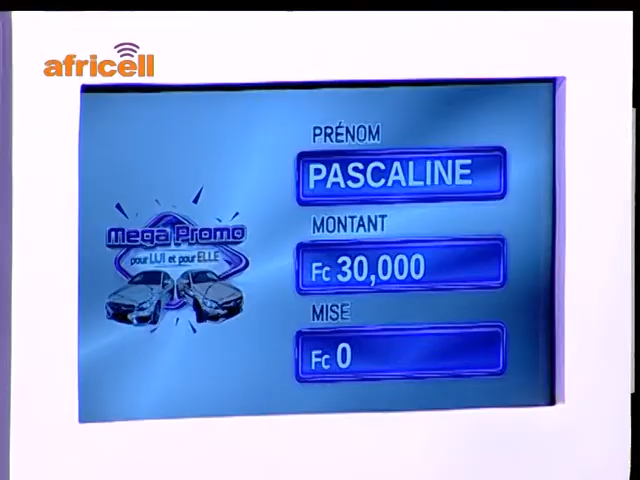 africell
PRÉNOM
PASCALINE
MONTANT
Mega Promo
pour LUI et pour ELLE
Fc 30,000
MISE
Fc 0